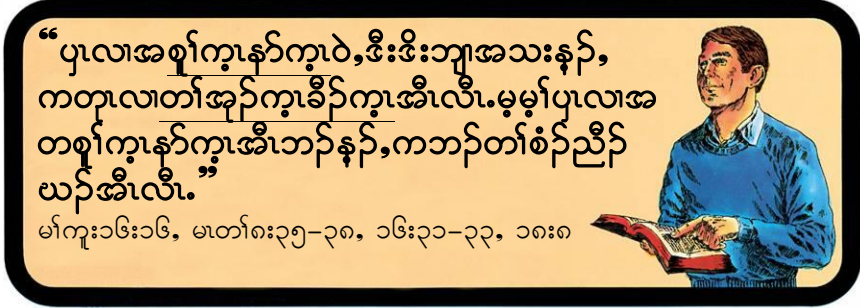 “ပှၤလၢအစူၢ်က့ၤနာ်က့ၤဝဲ,ဒီးဒိးဘျၢအသးန့ၣ်,
ကတုၤလၢတၢ်အုၣ်က့ၤခီၣ်က့ၤအီၤလီၤ.မ့မ့ၢ်ပှၤလၢအ
တစူၢ်က့ၤနာ်က့ၤအီၤဘၣ်န့ၣ်,ကဘၣ်တၢ်စံၣ်ညီၣ်
ဃၣ်အီၤလီၤ.”
မၢ်ကူး၁၆း၁၆, မၤတၢ်၈း၃၅–၃၈, ၁၆း၃၁–၃၃, ၁၈း၈